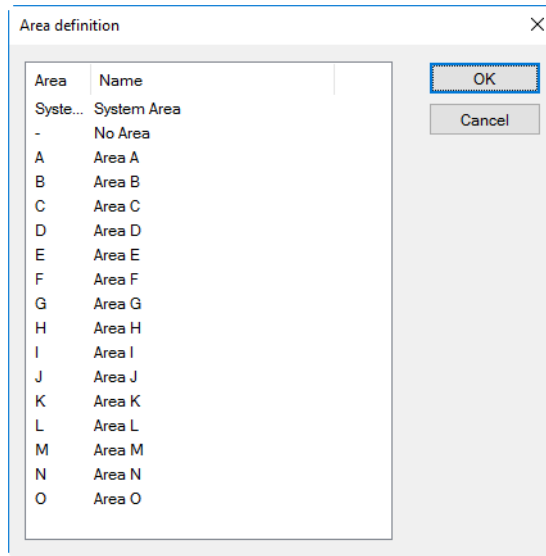 Area definition
Area Name
Syste... System Area
- No Area
A Area A
B Area B
C Area C
D Area D
E Area E
F Area F
G Area G
H Area H
I Area I
J Area J
K Area K
L Area L
M Area M
N Area N
O Area O
OK
Cancel